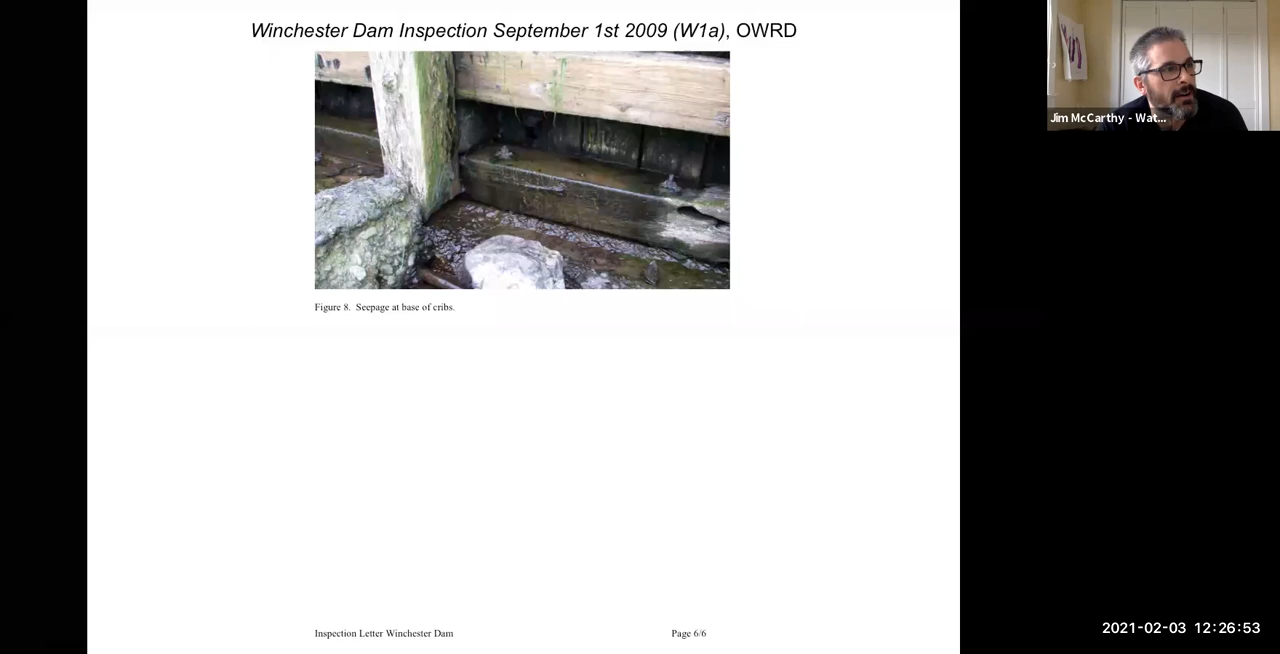 Winchester Dam Inspection September 1st 2009 (W1a), OWRD
Jim McCarthy - Wat...
Figure 8. Seepage at base of cribs.
Inspection Letter Winchester Dam
Page 6/6
2021-02-03 12:26:53